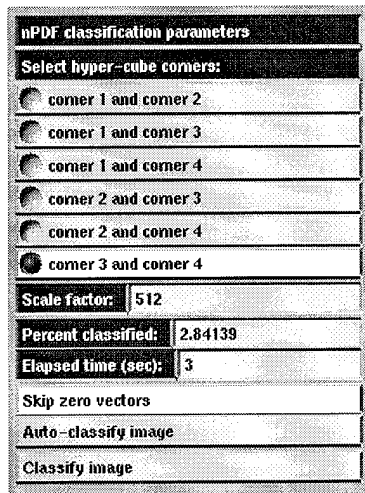 nPDF classification parameters
Select hyper-cube corners:
corner 1 and corner 2
corner 1 and corner 3
corner 1 and corner 4
corner 2 and corner 3
corner 2 and corner 4
corner 3 and corner 4
Scale factor: 512
Percent classified: 2.84139
Elapsed time (sec): 3
Skip zero vectors
Auto-classify image
Classify image